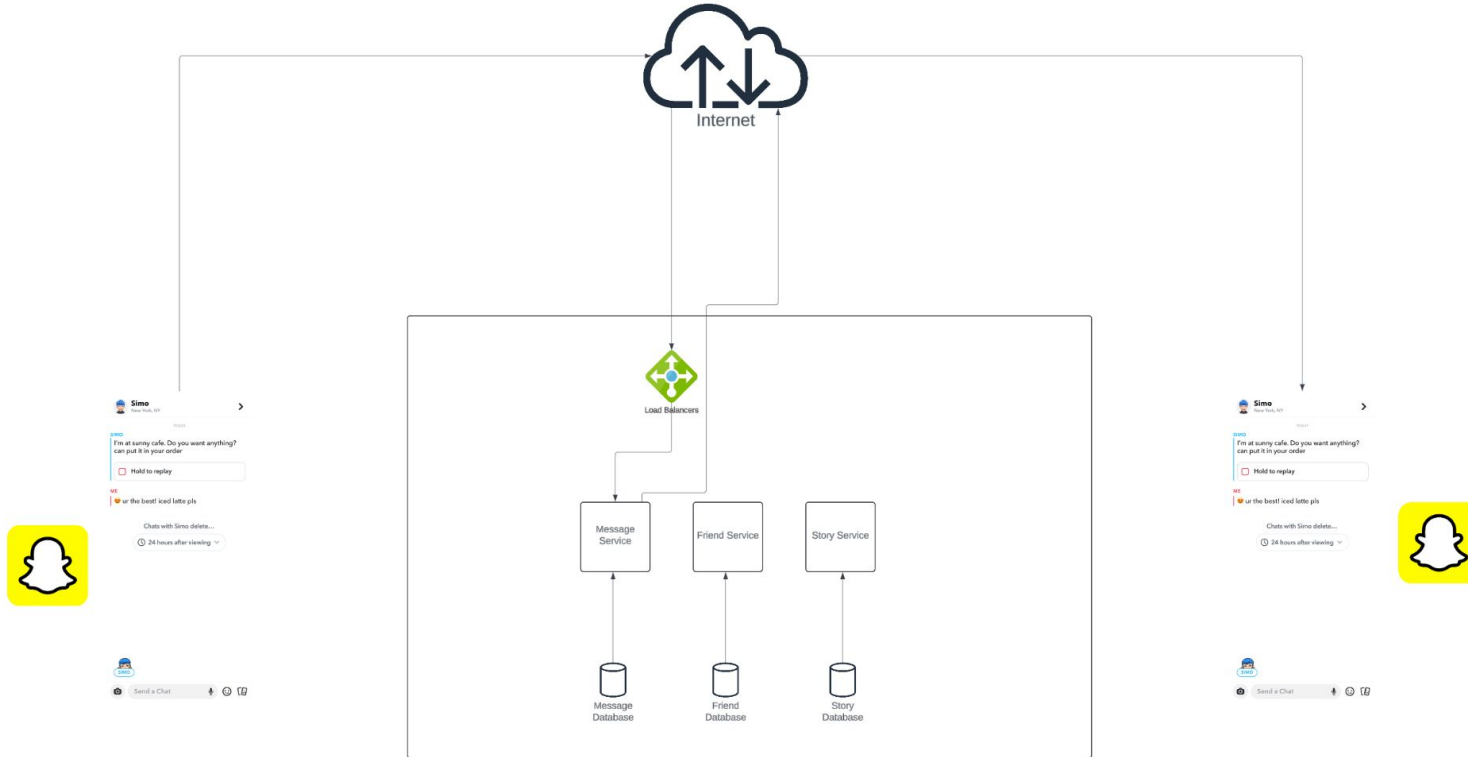 Internet
Load Balancers
Simo
New York, NY
SIMO
I'm at sunny cafe. Do you want anything?
can put it in your order
Hold to replay
ME
😍 ur the best! iced latte pls
Chats with Simo delete...
24 hours after viewing
SIMO
Send a Chat
Message
Service
Friend Service
Story Service
Message
Database
Friend
Database
Story
Database
Simo
New York, NY
SIMO
I'm at sunny cafe. Do you want anything?
can put it in your order
Hold to replay
ME
😍 ur the best! iced latte pls
Chats with Simo delete...
24 hours after viewing
SIMO
Send a Chat